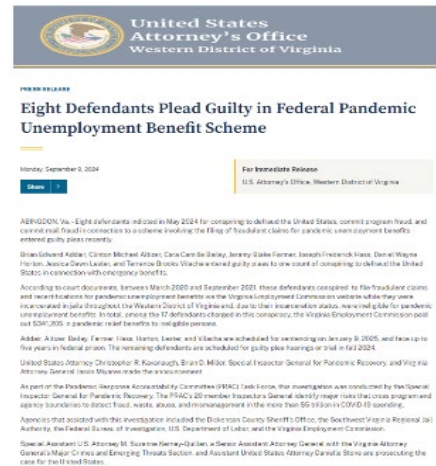 United States
Attorney's Office
Western District of Virginia
PRESS RELEASE
Eight Defendants Plead Guilty in Federal Pandemic
Unemployment Benefit Scheme
Monday, September 9, 2024
For Immediate Release
Share
U.S. Attorney's Office, Western District of Virginia
ABINGDON, Va. – Eight defendants indicted in May 2024 for conspiring to defraud the United States, commit program fraud, and
commit mail fraud in connection to a scheme involving the filing of fraudulent claims for pandemic unemployment benefits
entered guilty pleas recently.
Brian Edward Addair, Clinton Michael Altizer, Cara Camille Bailey, Jeremy Blake Farmer, Joseph Frederick Hass, Daniel Wayne
Horton, Jessica Dawn Lester, and Terrence Brooks Vilacha entered guilty pleas to one count of conspiring to defraud the United
States in connection with emergency benefits.
According to court documents, between March 2020 and September 2021, these defendants conspired to file fraudulent claims
and recertifications for pandemic unemployment benefits via the Virginia Employment Commission website while they were
incarcerated in jails throughout the Western District of Virginia and, due to their incarceration status, were ineligible for pandemic
unemployment benefits. In total, among the 17 defendants charged in this conspiracy, the Virginia Employment Commission paid
out $341,205 in pandemic relief benefits to ineligible persons.
Addair, Altizer, Bailey, Farmer, Hass, Horton, Lester, and Vilacha are scheduled for sentencing on January 9, 2025, and face up to
five years in federal prison. The remaining defendants are scheduled for guilty plea hearings or trial in fall 2024.
United States Attorney Christopher R. Kavanaugh, Brian D. Miller, Special Inspector General for Pandemic Recovery, and Virginia
Attorney General Jason Miyares made the announcement.
As part of the Pandemic Response Accountability Committee (PRAC) Task Force, this investigation was conducted by the Special
Inspector General for Pandemic Recovery. The PRAC's 20 member Inspectors General identify major risks that cross program and
agency boundaries to detect fraud, waste, abuse, and mismanagement in the more than $5 trillion in COVID-19 spending.
Agencies that assisted with this investigation included the Dickenson County Sheriff's Office, the Southwest Virginia Regional Jail
Authority, the Federal Bureau of Investigation, U.S. Department of Labor, and the Virginia Employment Commission.
Special Assistant U.S. Attorney M. Suzanne Kerney-Quillen, a Senior Assistant Attorney General with the Virginia Attorney
General's Major Crimes and Emerging Threats Section, and Assistant United States Attorney Danielle Stone are prosecuting the
case for the United States.